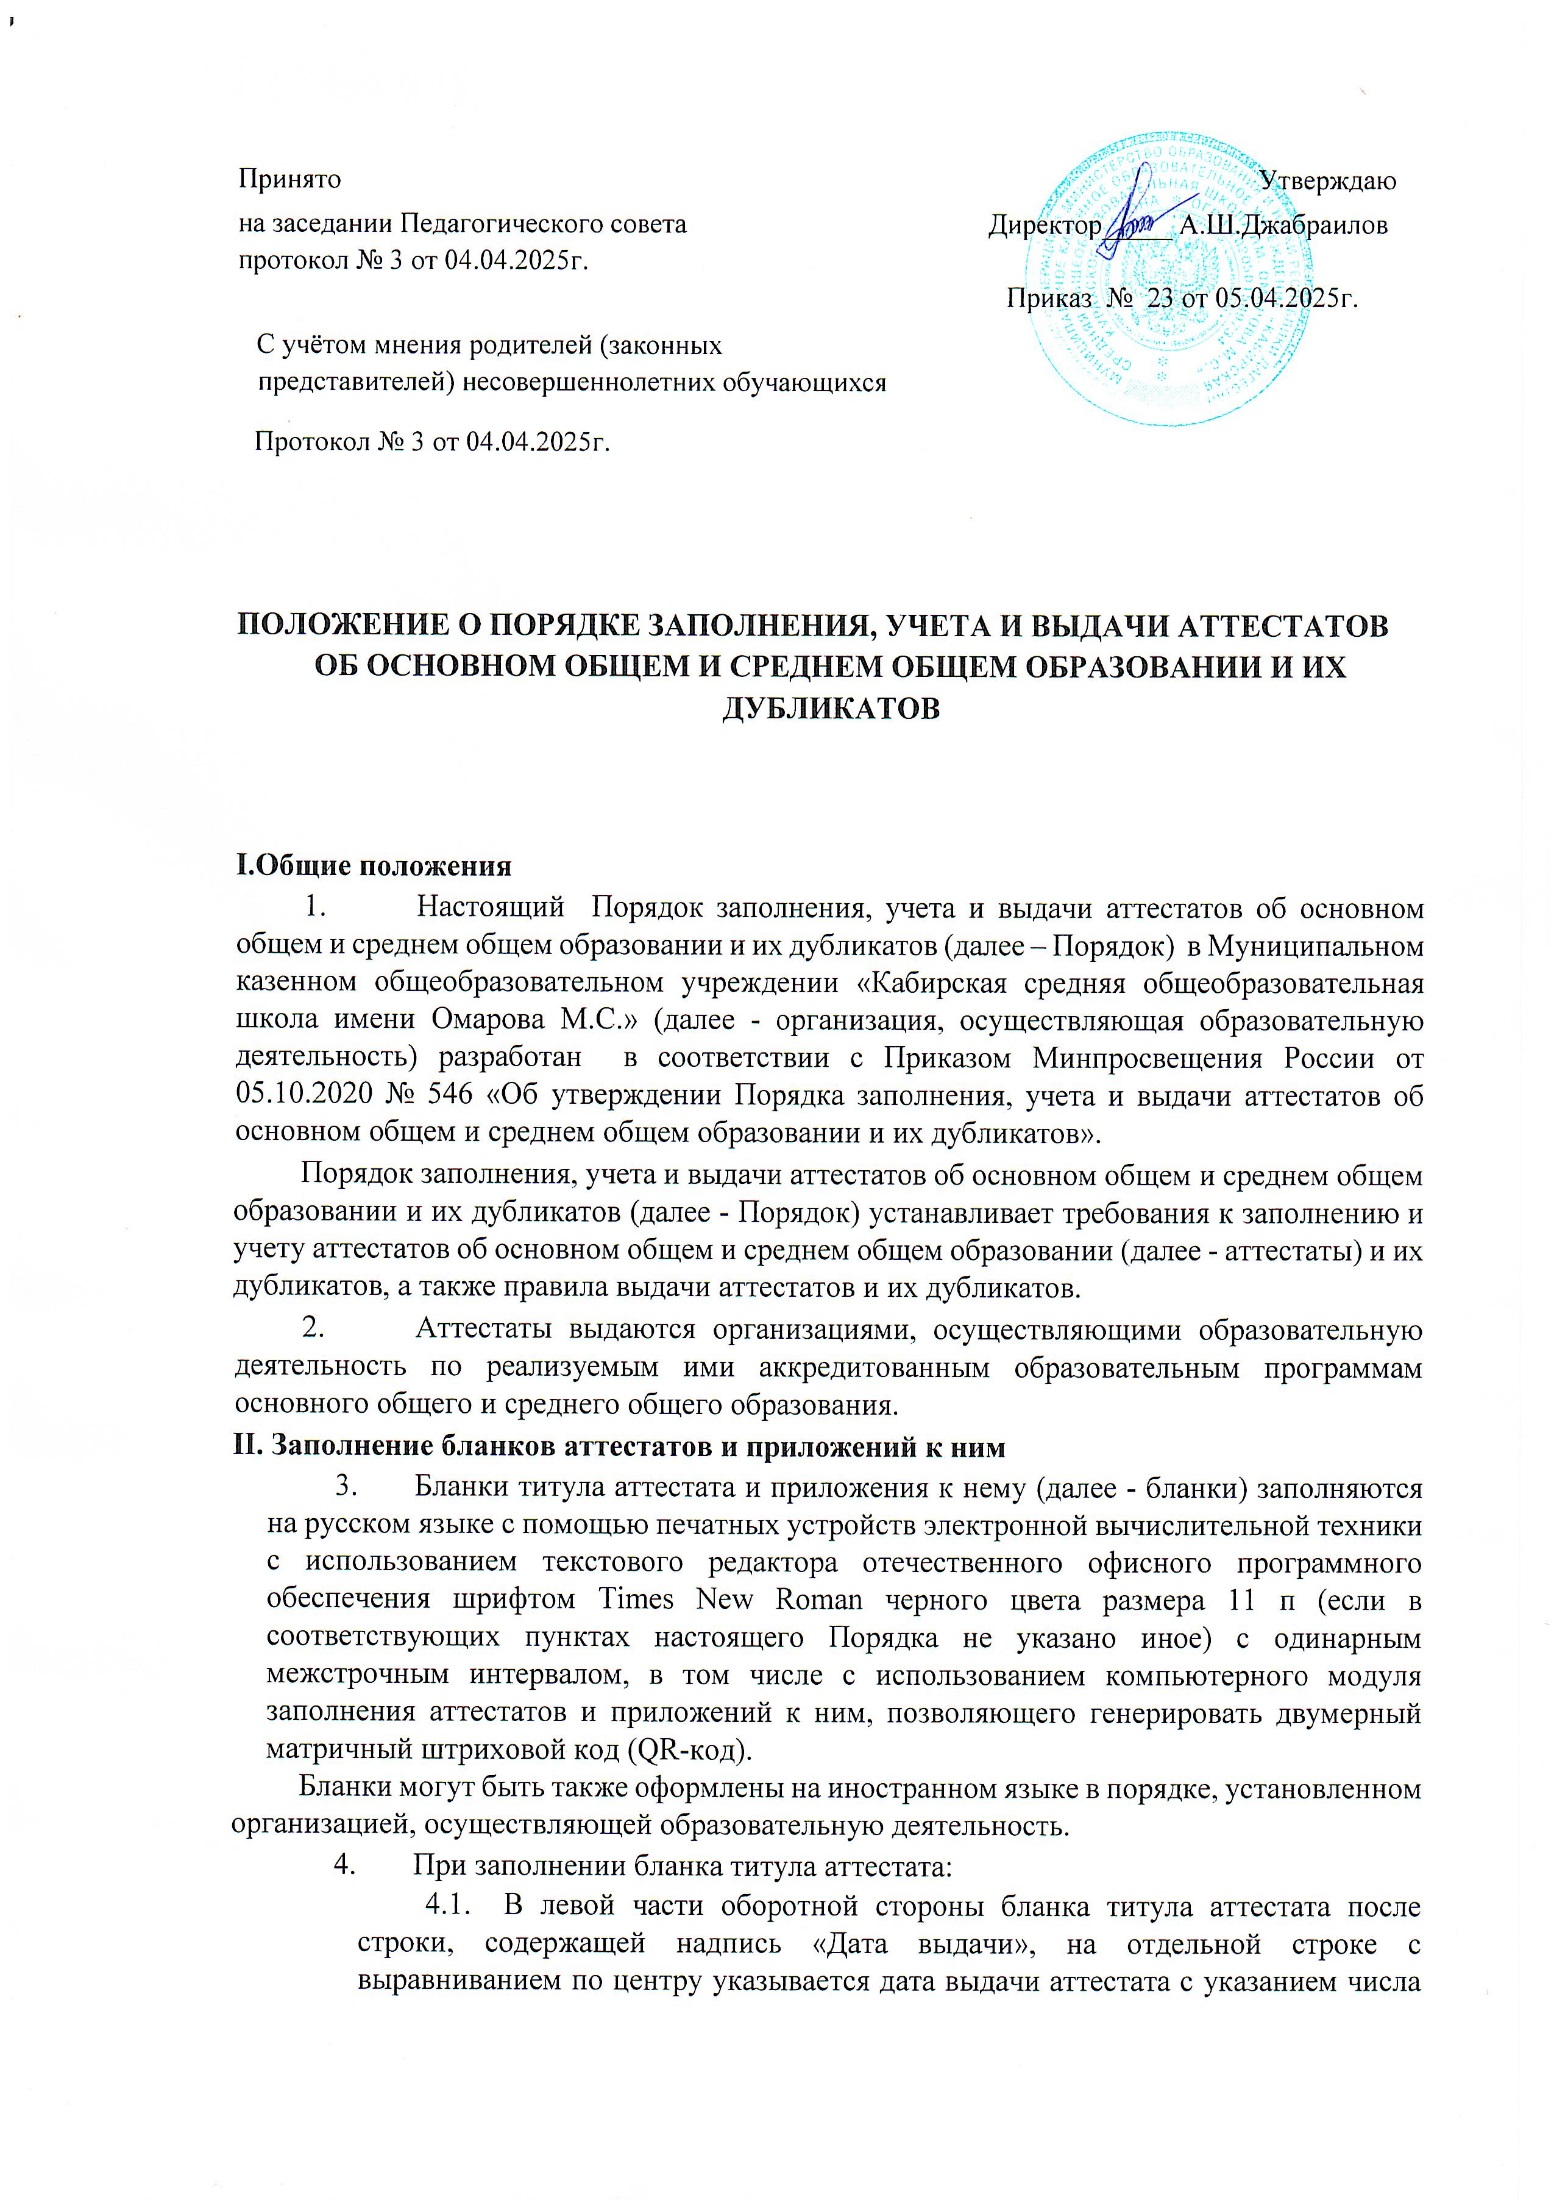 Принято
Утверждаю
на заседании Педагогического совета
Директор_____ А.Ш.Джабраилов
протокол № 3 от 04.04.2025г.
Приказ № 23 от 05.04.2025г.
С учётом мнения родителей (законных
представителей) несовершеннолетних обучающихся
Протокол № 3 от 04.04.2025г.
ПОЛОЖЕНИЕ О ПОРЯДКЕ ЗАПОЛНЕНИЯ, УЧЕТА И ВЫДАЧИ АТТЕСТАТОВ
ОБ ОСНОВНОМ ОБЩЕМ И СРЕДНЕМ ОБЩЕМ ОБРАЗОВАНИИ И ИХ
ДУБЛИКАТОВ
I.Общие положения
1. Настоящий Порядок заполнения, учета и выдачи аттестатов об основном
общем и среднем общем образовании и их дубликатов (далее – Порядок) в Муниципальном
казенном общеобразовательном учреждении «Кабирская средняя общеобразовательная
школа имени Омарова М.С.» (далее - организация, осуществляющая образовательную
деятельность) разработан в соответствии с Приказом Минпросвещения России от
05.10.2020 № 546 «Об утверждении Порядка заполнения, учета и выдачи аттестатов об
основном общем и среднем общем образовании и их дубликатов».
Порядок заполнения, учета и выдачи аттестатов об основном общем и среднем общем
образовании и их дубликатов (далее - Порядок) устанавливает требования к заполнению и
учету аттестатов об основном общем и среднем общем образовании (далее - аттестаты) и их
дубликатов, а также правила выдачи аттестатов и их дубликатов.
2. Аттестаты выдаются организациями, осуществляющими образовательную
деятельность по реализуемым ими аккредитованным образовательным программам
основного общего и среднего общего образования.
II. Заполнение бланков аттестатов и приложений к ним
3. Бланки титула аттестата и приложения к нему (далее - бланки) заполняются
на русском языке с помощью печатных устройств электронной вычислительной техники
с использованием текстового редактора отечественного офисного программного
обеспечения шрифтом Times New Roman черного цвета размера 11 п (если в
соответствующих пунктах настоящего Порядка не указано иное) с одинарным
межстрочным интервалом, в том числе с использованием компьютерного модуля
заполнения аттестатов и приложений к ним, позволяющего генерировать двумерный
матричный штриховой код (QR-код).
Бланки могут быть также оформлены на иностранном языке в порядке, установленном
организацией, осуществляющей образовательную деятельность.
4. При заполнении бланка титула аттестата:
4.1. В левой части оборотной стороны бланка титула аттестата после
строки, содержащей надпись «Дата выдачи», на отдельной строке с
выравниванием по центру указывается дата выдачи аттестата с указанием числа